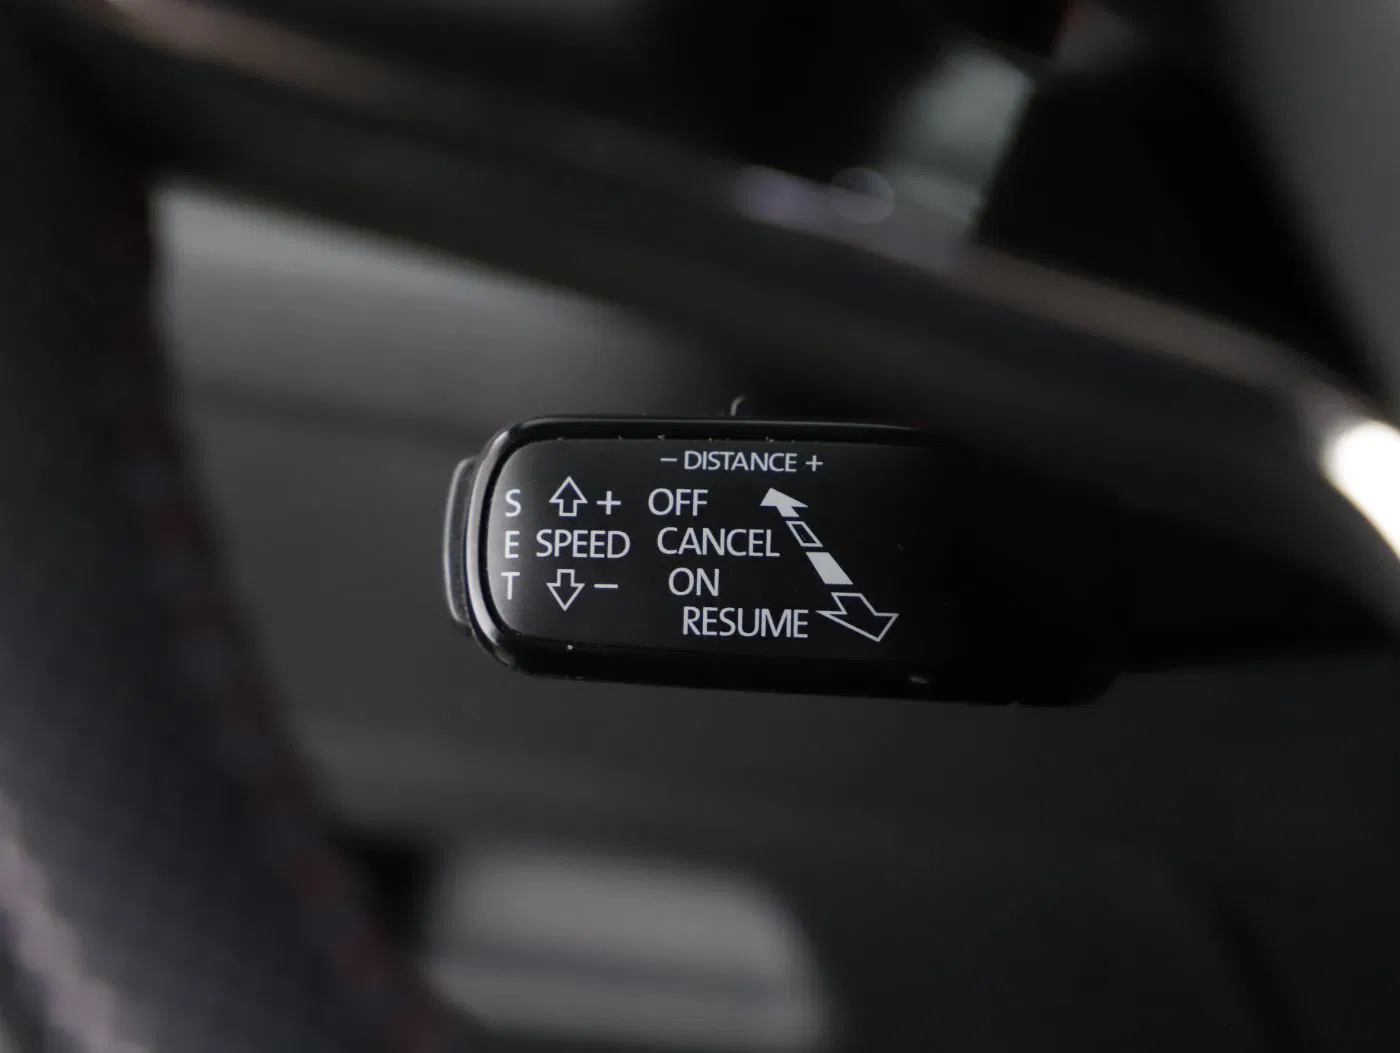 − DISTANCE +
S + OFF
E SPEED CANCEL
T − ON
RESUME